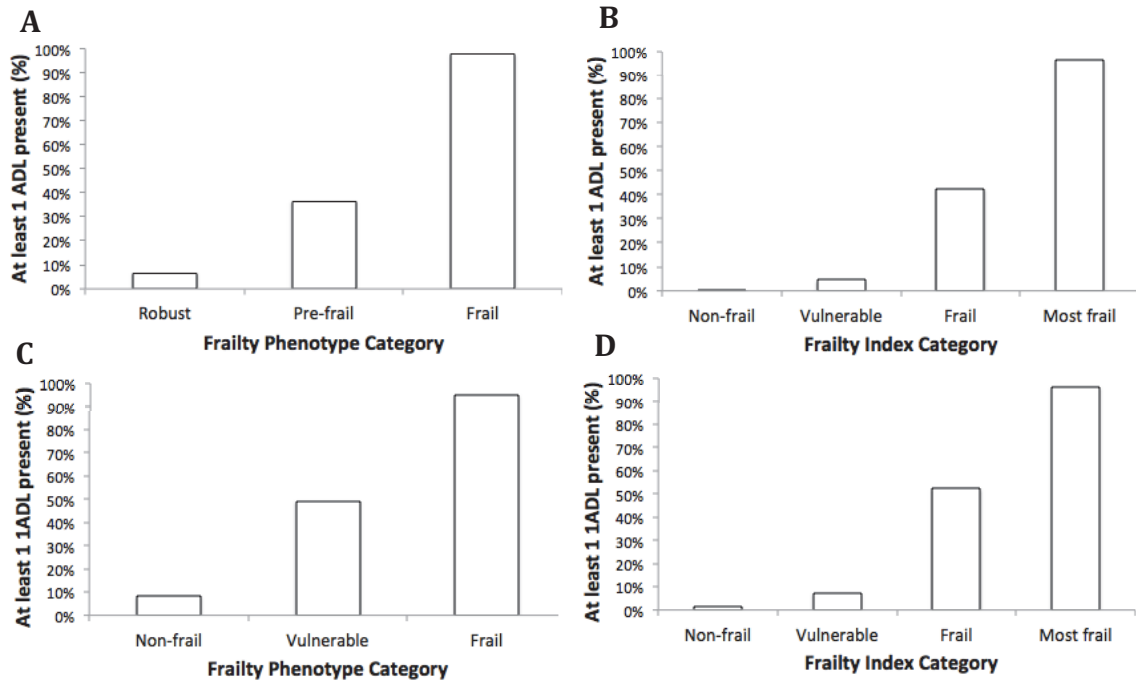 A
At least 1 ADL present (%)
100%
90%
80%
70%
60%
50%
40%
30%
20%
10%
0%
Robust Pre-frail Frail
Frailty Phenotype Category
B
At least 1 ADL present (%)
100%
90%
80%
70%
60%
50%
40%
30%
20%
10%
0%
Non-frail Vulnerable Frail Most frail
Frailty Index Category
C
At least 1 1ADL present (%)
100%
90%
80%
70%
60%
50%
40%
30%
20%
10%
0%
Non-frail Vulnerable Frail
Frailty Phenotype Category
D
At least 1 1ADL present (%)
100%
90%
80%
70%
60%
50%
40%
30%
20%
10%
0%
Non-frail Vulnerable Frail Most frail
Frailty Index Category